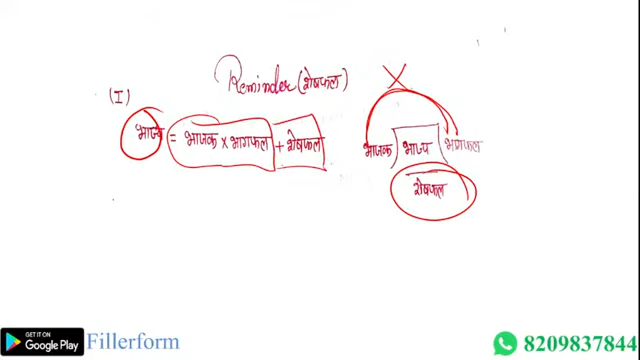 Reminder (शेषफल)
(I)
भाज्य = भाजक × भागफल + शेषफल
×
भाजक) भाज्य (भागफल
शेषफल
GET IT ON
Google Play
Fillerform
8209837844